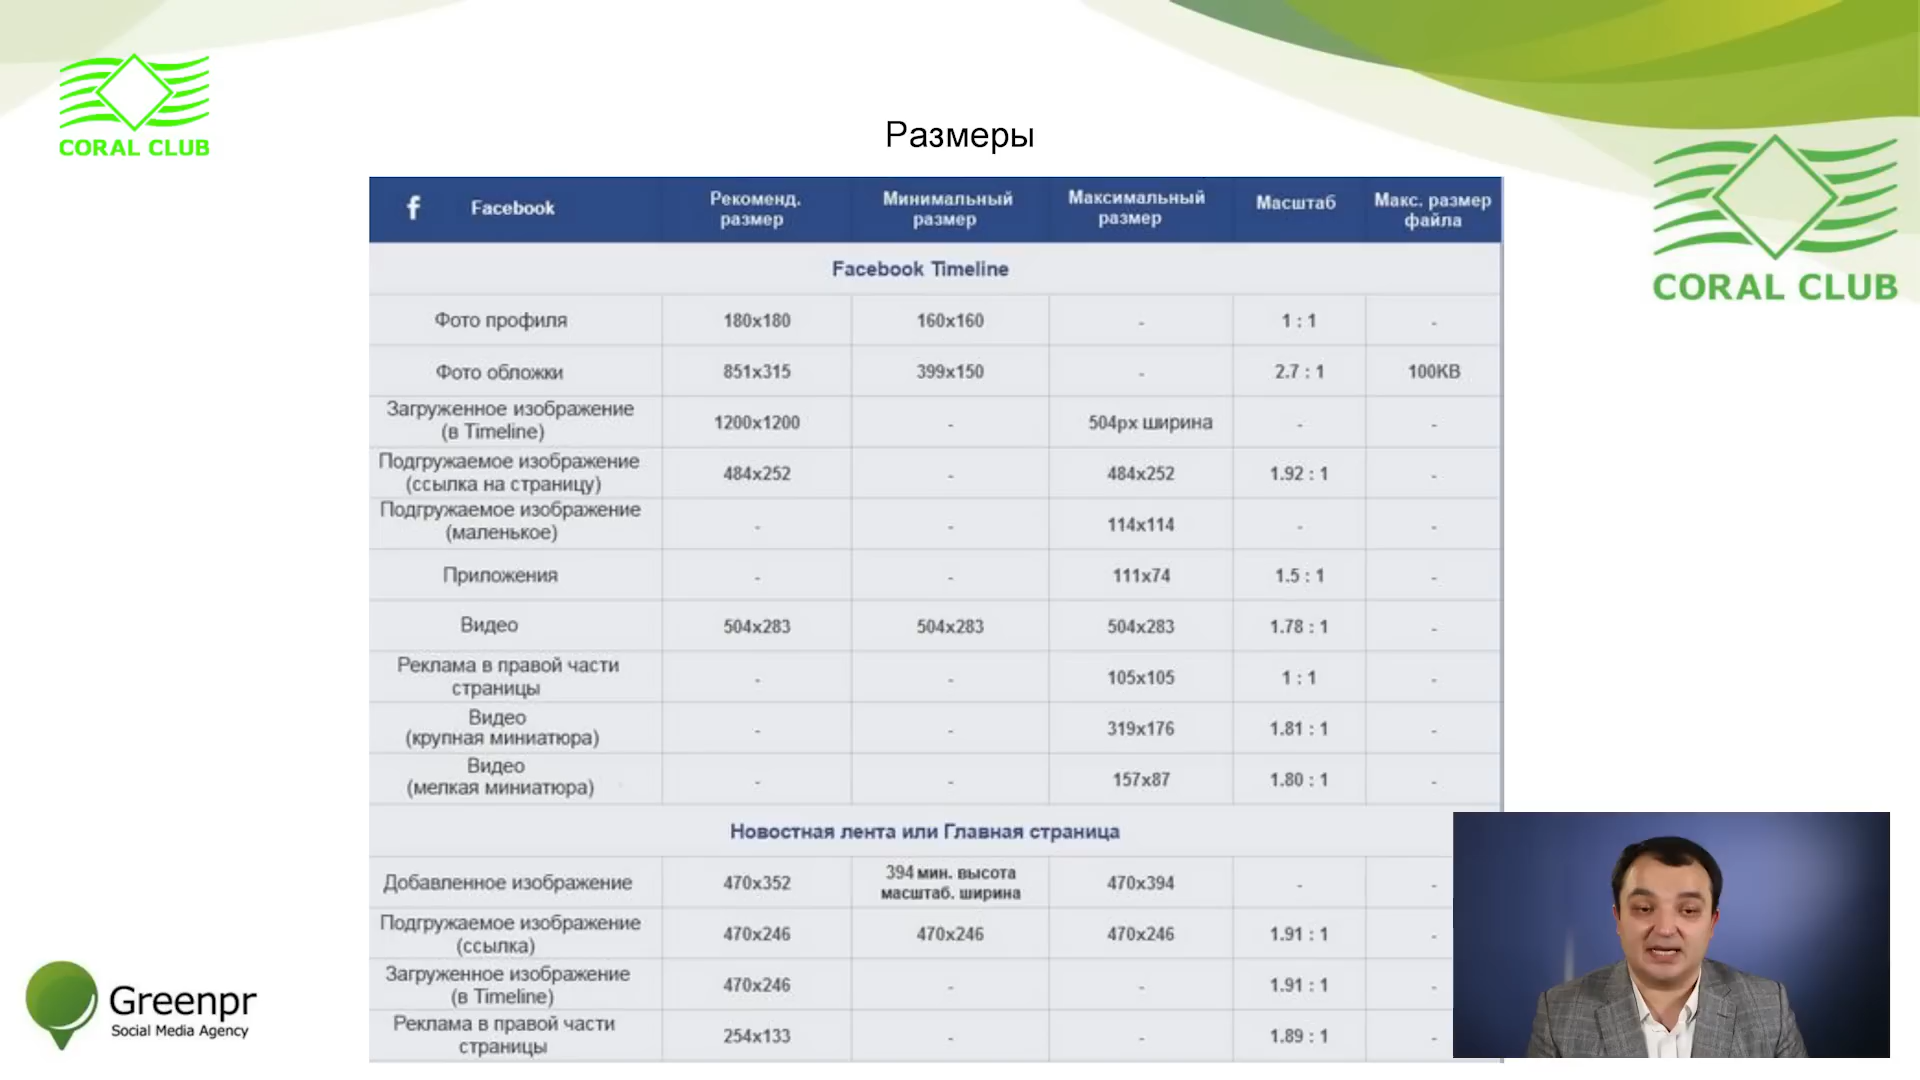 CORAL CLUB
Размеры
CORAL CLUB
f Facebook Рекоменд. размер Минимальный размер Максимальный размер Масштаб Макс. размер файла
Facebook Timeline
Фото профиля 180x180 160x160 - 1 : 1 -
Фото обложки 851x315 399x150 - 2.7 : 1 100KB
Загруженное изображение (в Timeline) 1200x1200 - 504px ширина - -
Подгружаемое изображение (ссылка на страницу) 484x252 - 484x252 1.92 : 1 -
Подгружаемое изображение (маленькое) - - 114x114 - -
Приложения - - 111x74 1.5 : 1 -
Видео 504x283 504x283 504x283 1.78 : 1 -
Реклама в правой части страницы - - 105x105 1 : 1 -
Видео (крупная миниатюра) - - 319x176 1.81 : 1 -
Видео (мелкая миниатюра) - - 157x87 1.80 : 1 -
Новостная лента или Главная страница
Добавленное изображение 470x352 394 мин. высота масштаб. ширина 470x394 - -
Подгружаемое изображение (ссылка) 470x246 470x246 470x246 1.91 : 1 -
Загруженное изображение (в Timeline) 470x246 - - 1.91 : 1 -
Реклама в правой части страницы 254x133 - - 1.89 : 1 -
Greenpr
Social Media Agency